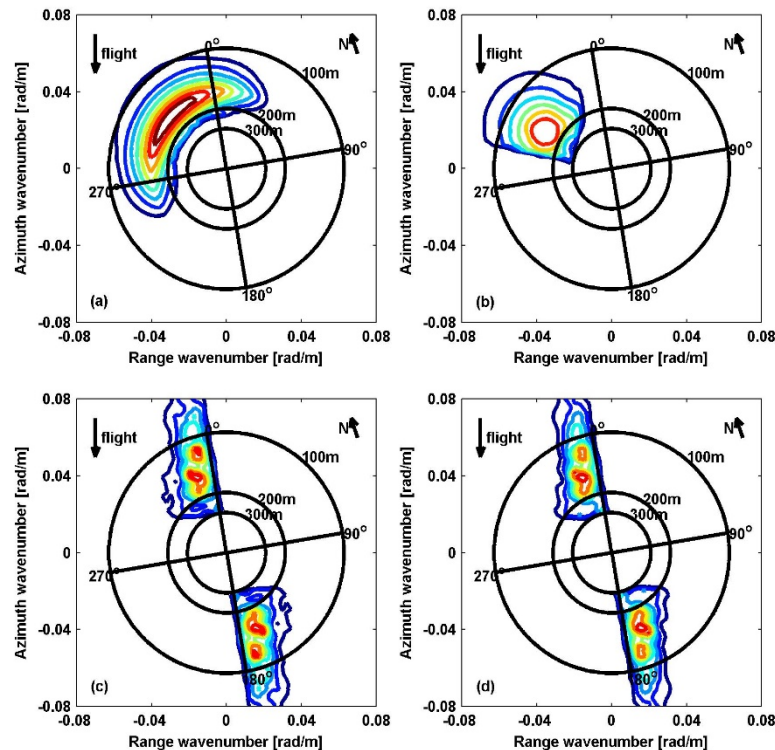 0.08
flight
0°
N
100m
0.04
200m
300m
90°
0
270°
-0.04
(a)
180°
-0.08
-0.08 -0.04 0 0.04 0.08
Azimuth wavenumber [rad/m]
Range wavenumber [rad/m]
0.08
flight
0°
N
100m
0.04
200m
300m
90°
0
270°
-0.04
(b)
180°
-0.08
-0.08 -0.04 0 0.04 0.08
Azimuth wavenumber [rad/m]
Range wavenumber [rad/m]
0.08
flight
°
N
100m
0.04
200m
300m
90°
0
270°
-0.04
(c)
80°
-0.08
-0.08 -0.04 0 0.04 0.08
Azimuth wavenumber [rad/m]
Range wavenumber [rad/m]
0.08
flight
°
N
100m
0.04
200m
300m
90°
0
270°
-0.04
(d)
80°
-0.08
-0.08 -0.04 0 0.04 0.08
Azimuth wavenumber [rad/m]
Range wavenumber [rad/m]